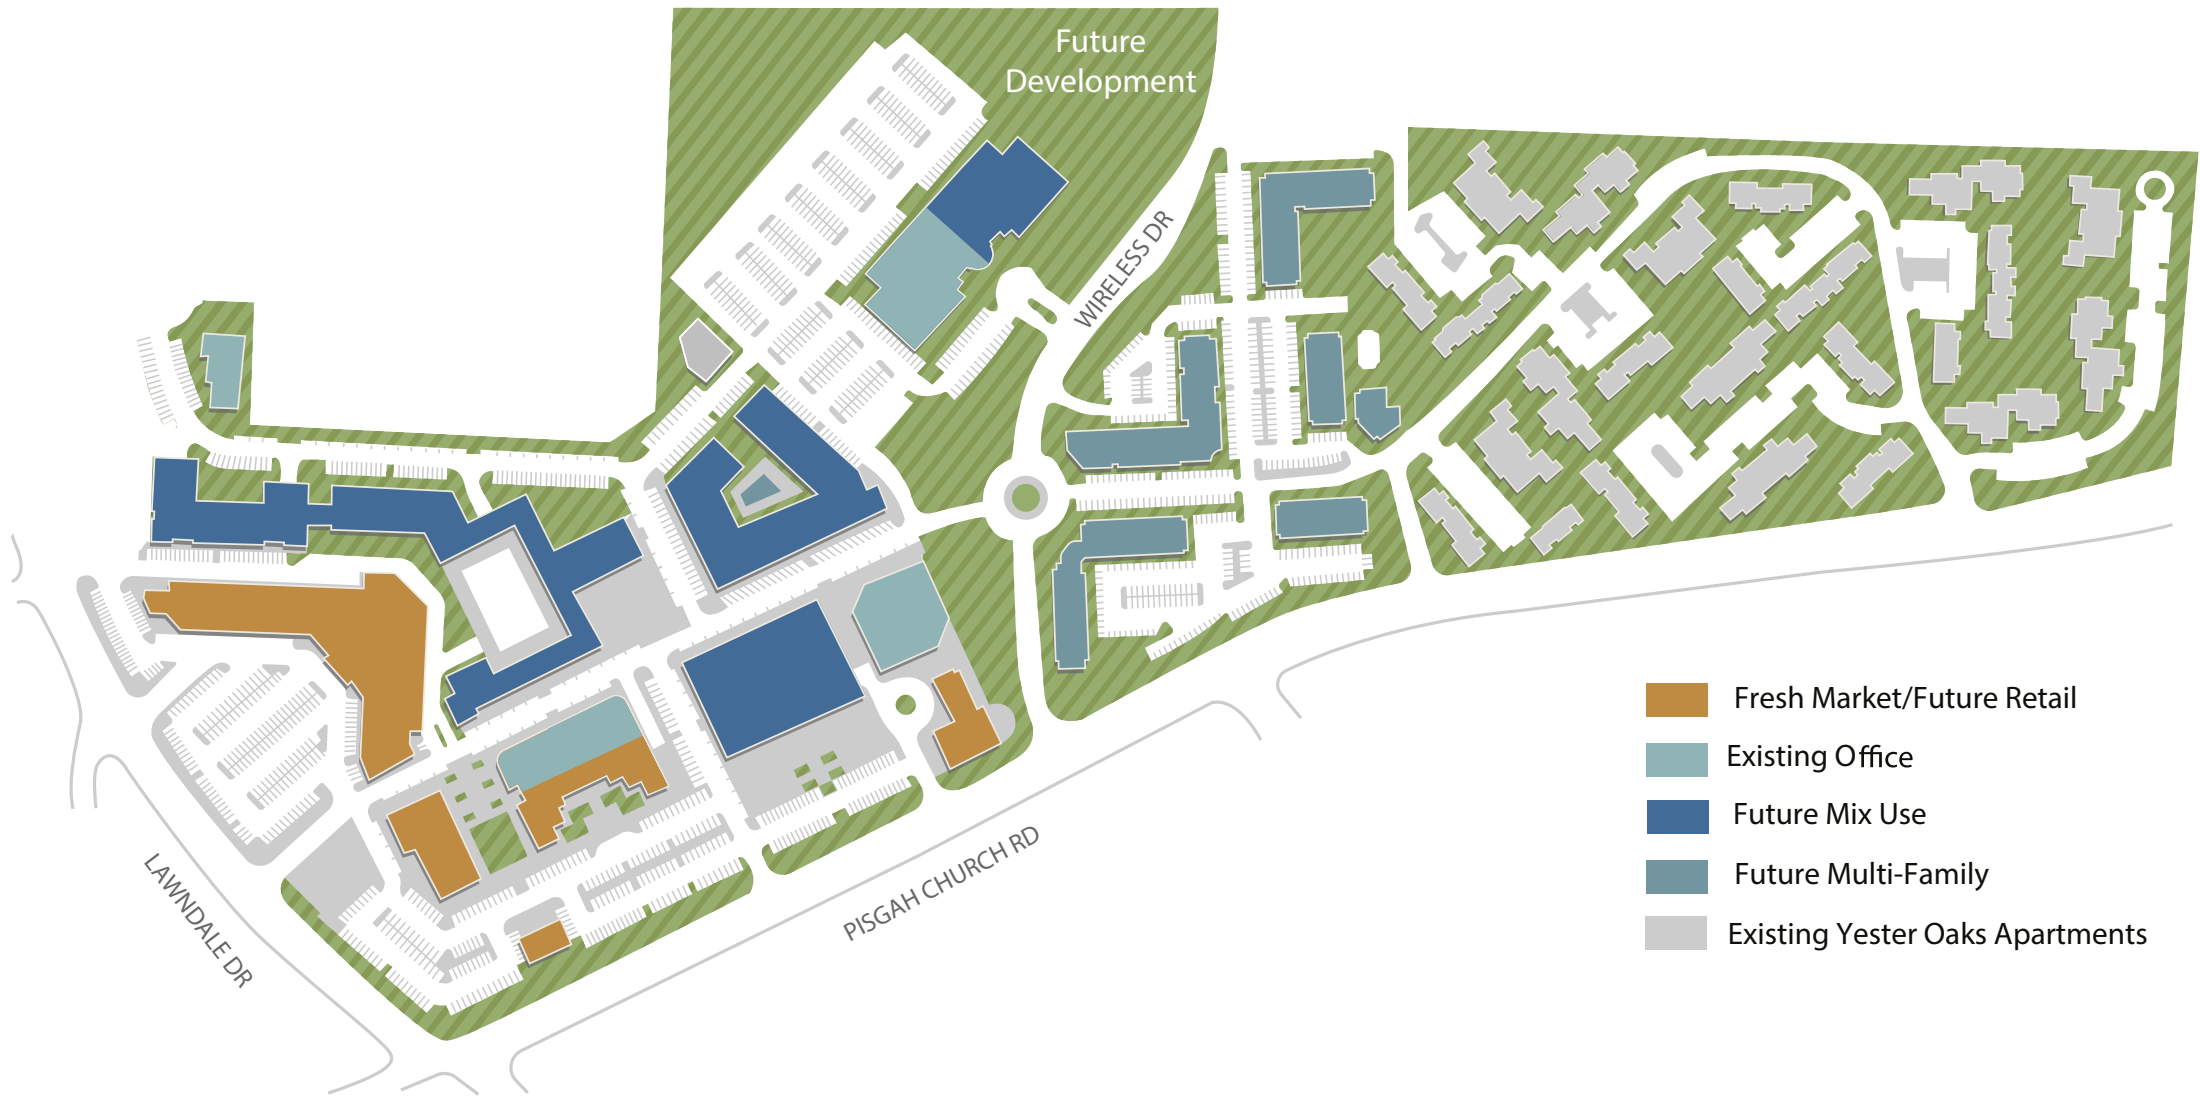 Future
Development
WIRELESS DR
LAWNDALE DR
PISGAH CHURCH RD
Fresh Market/Future Retail
Existing Office
Future Mix Use
Future Multi-Family
Existing Yester Oaks Apartments